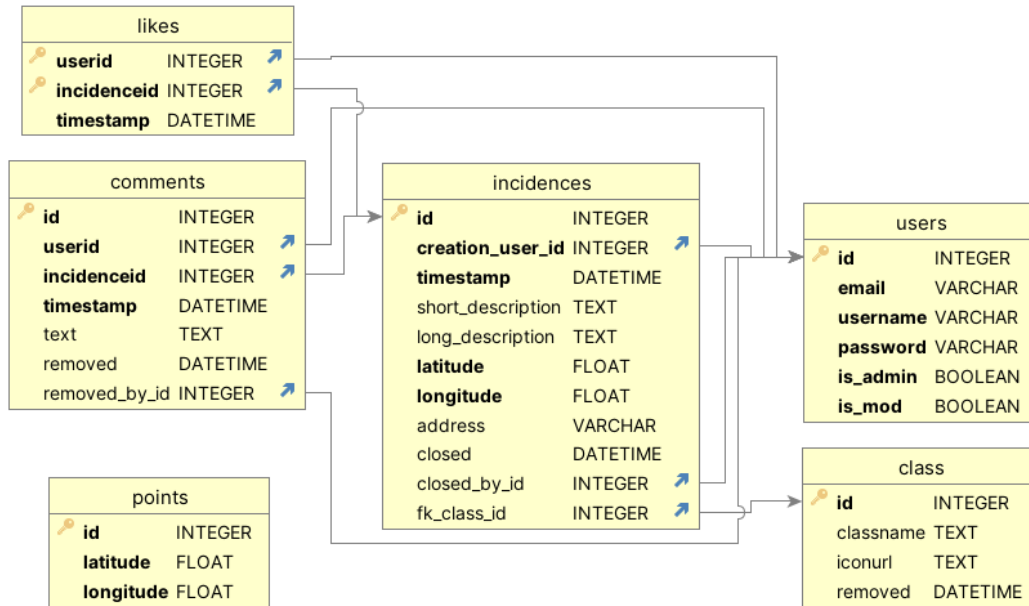 likes
userid INTEGER
incidenceid INTEGER
timestamp DATETIME
comments
id INTEGER
userid INTEGER
incidenceid INTEGER
timestamp DATETIME
text TEXT
removed DATETIME
removed_by_id INTEGER
points
id INTEGER
latitude FLOAT
longitude FLOAT
incidences
id INTEGER
creation_user_id INTEGER
timestamp DATETIME
short_description TEXT
long_description TEXT
latitude FLOAT
longitude FLOAT
address VARCHAR
closed DATETIME
closed_by_id INTEGER
fk_class_id INTEGER
users
id INTEGER
email VARCHAR
username VARCHAR
password VARCHAR
is_admin BOOLEAN
is_mod BOOLEAN
class
id INTEGER
classname TEXT
iconurl TEXT
removed DATETIME